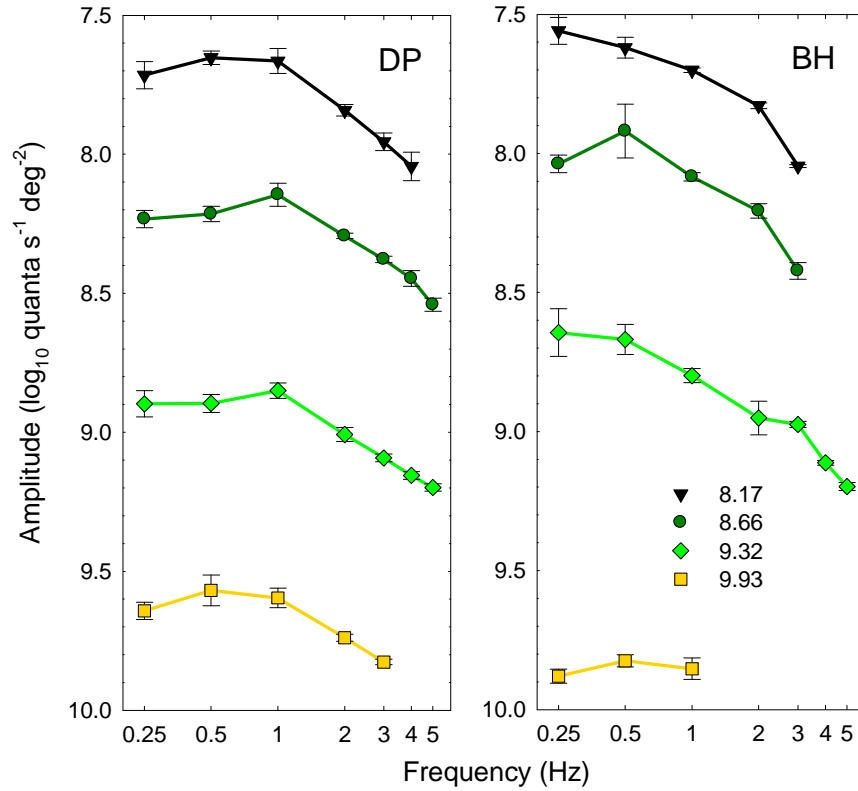 DP
BH
7.5
8.0
8.5
9.0
9.5
10.0
7.5
8.0
8.5
9.0
9.5
10.0
Amplitude (log₁₀ quanta s⁻¹ deg⁻²)
8.17
8.66
9.32
9.93
0.25 0.5 1 2 3 4 5
0.25 0.5 1 2 3 4 5
Frequency (Hz)